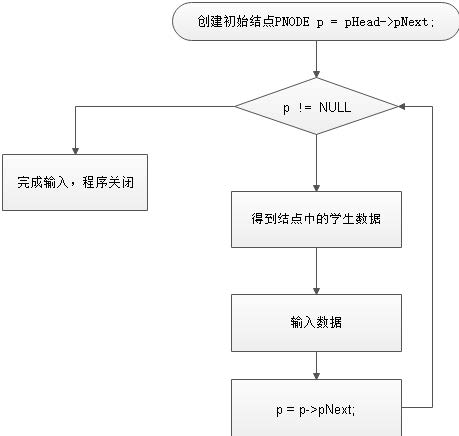 创建初始结点PNODE p = pHead->pNext;
p != NULL
完成输入，程序关闭
得到结点中的学生数据
输入数据
p = p->pNext;